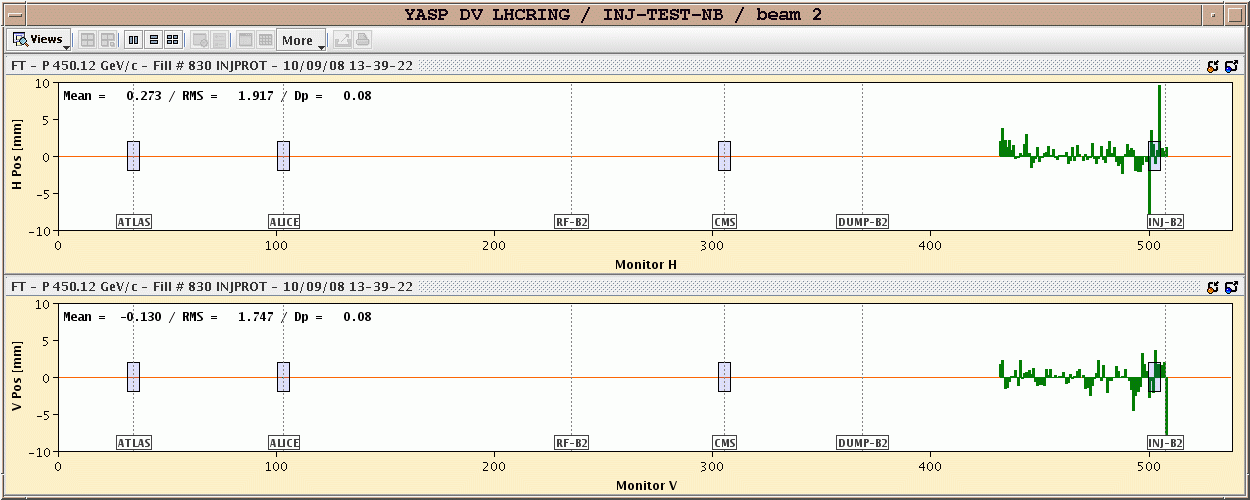 YASP DV LHCRING / INJ-TEST-NB / beam 2
Views More
FT - P 450.12 GeV/c - Fill # 830 INJPROT - 10/09/08 13-39-22
Mean = 0.273 / RMS = 1.917 / Dp = 0.08
H Pos [mm]
10
5
0
-5
-10
ATLAS ALICE RF-B2 CMS DUMP-B2 INJ-B2
0 100 200 300 400 500
Monitor H
FT - P 450.12 GeV/c - Fill # 830 INJPROT - 10/09/08 13-39-22
Mean = -0.130 / RMS = 1.747 / Dp = 0.08
V Pos [mm]
10
5
0
-5
-10
ATLAS ALICE RF-B2 CMS DUMP-B2 INJ-B2
0 100 200 300 400 500
Monitor V